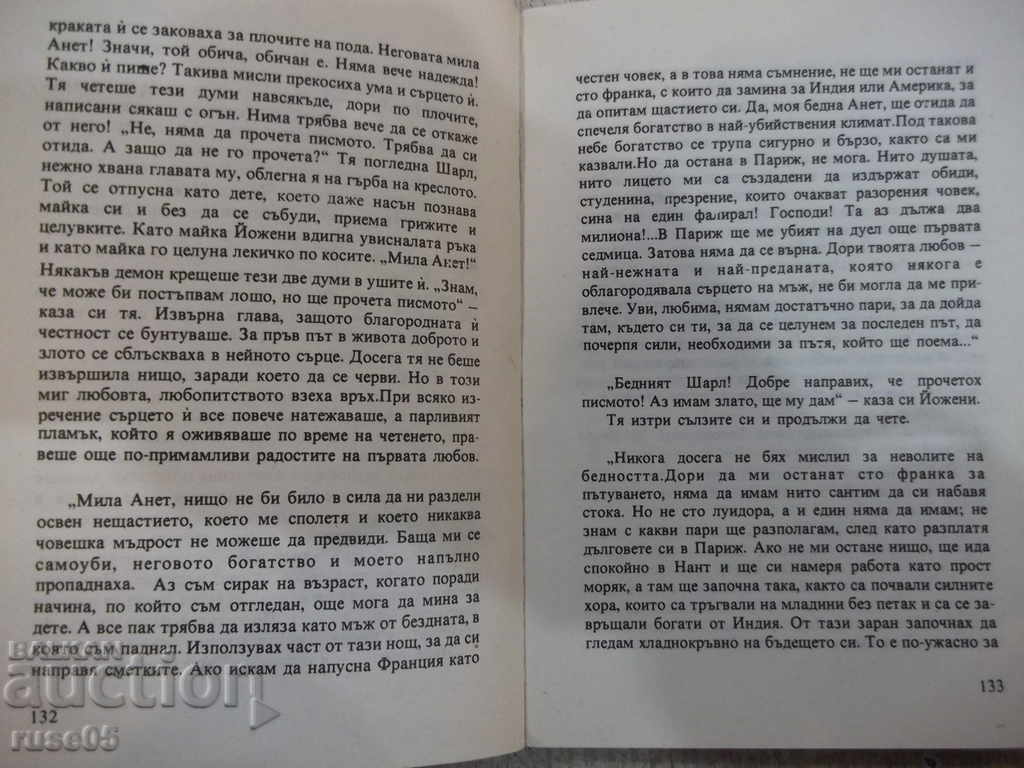 краката ѝ се заковаха за плочите на пода. Неговата мила
Анет! Значи, той обича, обичан е. Няма вече надежда!
Какво ѝ пише? Такива мисли прекосиха ума и сърцето ѝ.
Тя четеше тези думи навсякъде, дори по плочите,
написани сякаш с огън. Нима трябва вече да се откаже
от него! „Не, няма да прочета писмото. Трябва да си
отида. А защо да не го прочета?“ Тя погледна Шарл,
нежно хвана главата му, облегна я на гърба на креслото.
Той се отпусна като дете, което даже насън познава
майка си и без да се събуди, приема грижите и
целувките. Като майка Йожени вдигна увисналата ръка
и като майка го целуна лекичко по косите. „Мила Анет!“
Някакъв демон крещеше тези две думи в ушите ѝ. „Знам,
че може би постъпвам лошо, но ще прочета писмото“ –
каза си тя. Извърна глава, защото благородната ѝ
честност се бунтуваше. За пръв път в живота доброто и
злото се сблъскваха в нейното сърце. Досега тя не беше
извършила нищо, заради което да се черви. Но в този
миг любовта, любопитството взеха връх.При всяко из-
речение сърцето ѝ все повече натежаваше, а парливият
пламък, който я оживяваше по време на четенето, пра-
веше още по-примамливи радостите на първата любов.
„Мила Анет, нищо не би било в сила да ни раздели
освен нещастието, което ме сполетя и което никаква
човешка мъдрост не можеше да предвиди. Баща ми се
самоуби, неговото богатство и моето напълно
пропаднаха. Аз съм сирак на възраст, когато поради
начина, по който съм отгледан, още мога да мина за
дете. А все пак трябва да изляза като мъж от бездната, в
която съм паднал. Използувах част от тази нощ, за да си
направя сметките. Ако искам да напусна Франция като
132
честен човек, а в това няма съмнение, не ще ми останат и
сто франка, с които да замина за Индия или Америка, за
да опитам щастието си. Да, моя бедна Анет, ще отида да
спечеля богатство в най-убийствения климат.Под такова
небе богатство се трупа сигурно и бързо, както са ми
казвали.Но да остана в Париж, не мога. Нито душата,
нито лицето ми са създадени да издържат обиди,
студенина, презрение, които очакват разорения човек,
сина на един фалирал! Господи! Та аз дължа два
милиона!...В Париж ще ме убият на дуел още първата
седмица. Затова няма да се върна. Дори твоята любов –
най-нежната и най-преданата, която някога е
облагородявала сърцето на мъж, не би могла да ме при-
влече. Уви, любима, нямам достатъчно пари, за да дойда
там, където си ти, за да се целунем за последен път, да
почерпя сили, необходими за пътя, който ще поема...“
„Бедният Шарл! Добре направих, че прочетох
писмото! Аз имам злато, ще му дам“ – каза си Йожени.
Тя изтри сълзите си и продължи да чете.
„Никога досега не бях мислил за неволите на
бедността.Дори да ми останат сто франка за
пътуването, няма да имам нито сантим да си набавя
стока. Но не сто луидора, а и един няма да имам; не
знам с какви пари ще разполагам, след като разплатя
дълговете си в Париж. Ако не ми остане нищо, ще ида
спокойно в Нант и ще си намеря работа като прост
моряк, а там ще започна така, както са почвали силните
хора, които са тръгвали на младини без петак и са се за-
връщали богати от Индия. От тази заран започнах да
гледам хладнокръвно на бъдещето си. То е по-ужасно за
133
BAKCИ
auction
ruse05